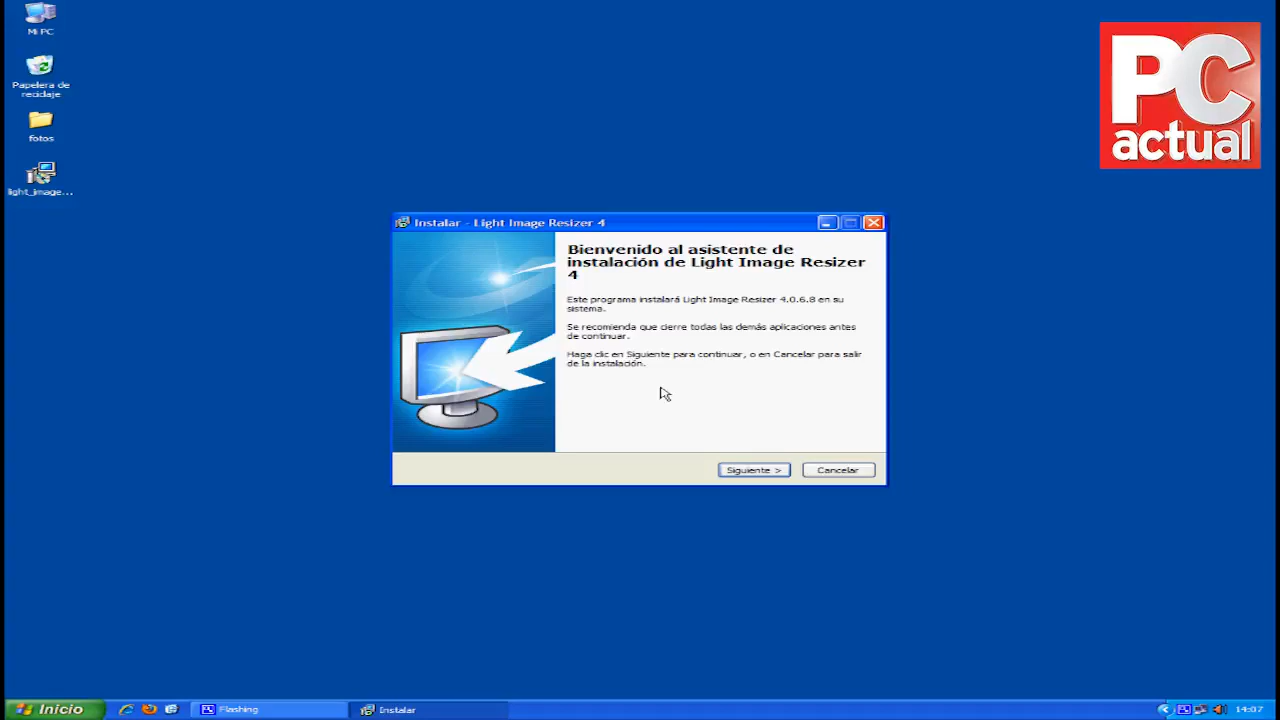 Mi PC
Papelera de
reciclaje
fotos
light_image...
PC
actual
Instalar - Light Image Resizer 4
Bienvenido al asistente de
instalación de Light Image Resizer
4
Este programa instalará Light Image Resizer 4.0.6.8 en su
sistema.
Se recomienda que cierre todas las demás aplicaciones antes
de continuar.
Haga clic en Siguiente para continuar, o en Cancelar para salir
de la instalación.
Siguiente >
Cancelar
Inicio
Flashing
Instalar
14:07